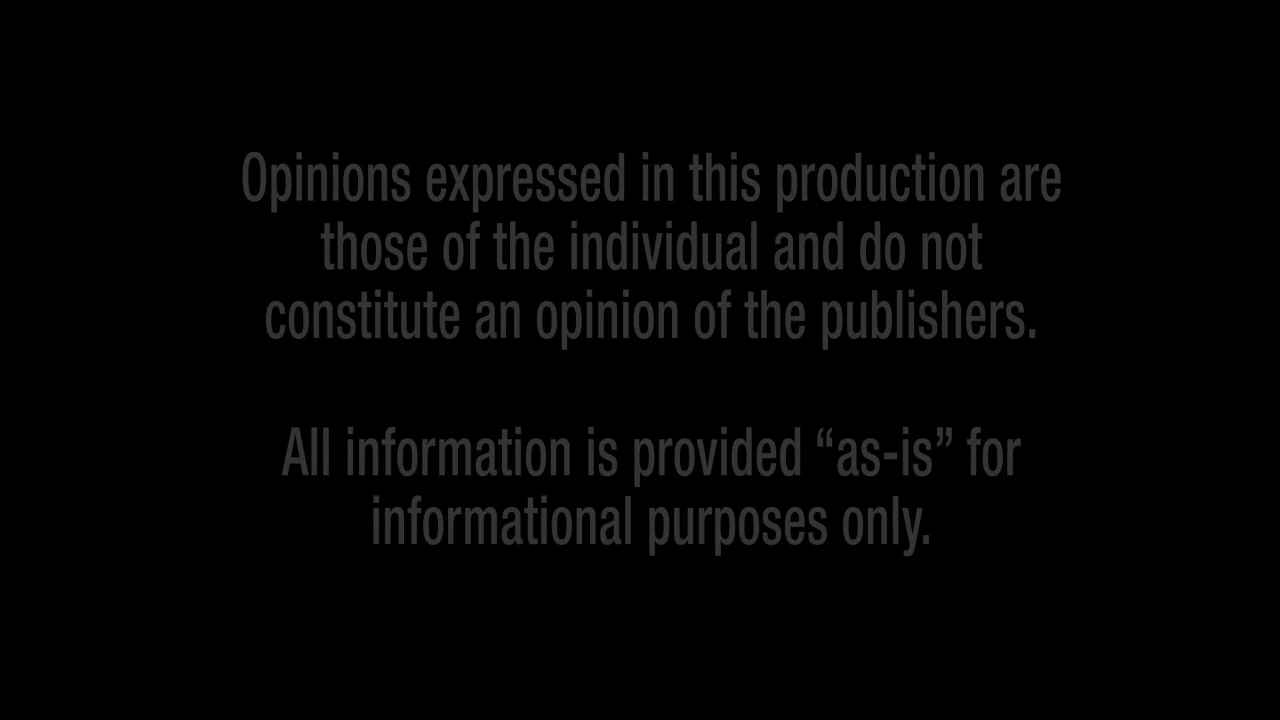 Opinions expressed in this production are
those of the individual and do not
constitute an opinion of the publishers.
All information is provided “as-is” for
informational purposes only.